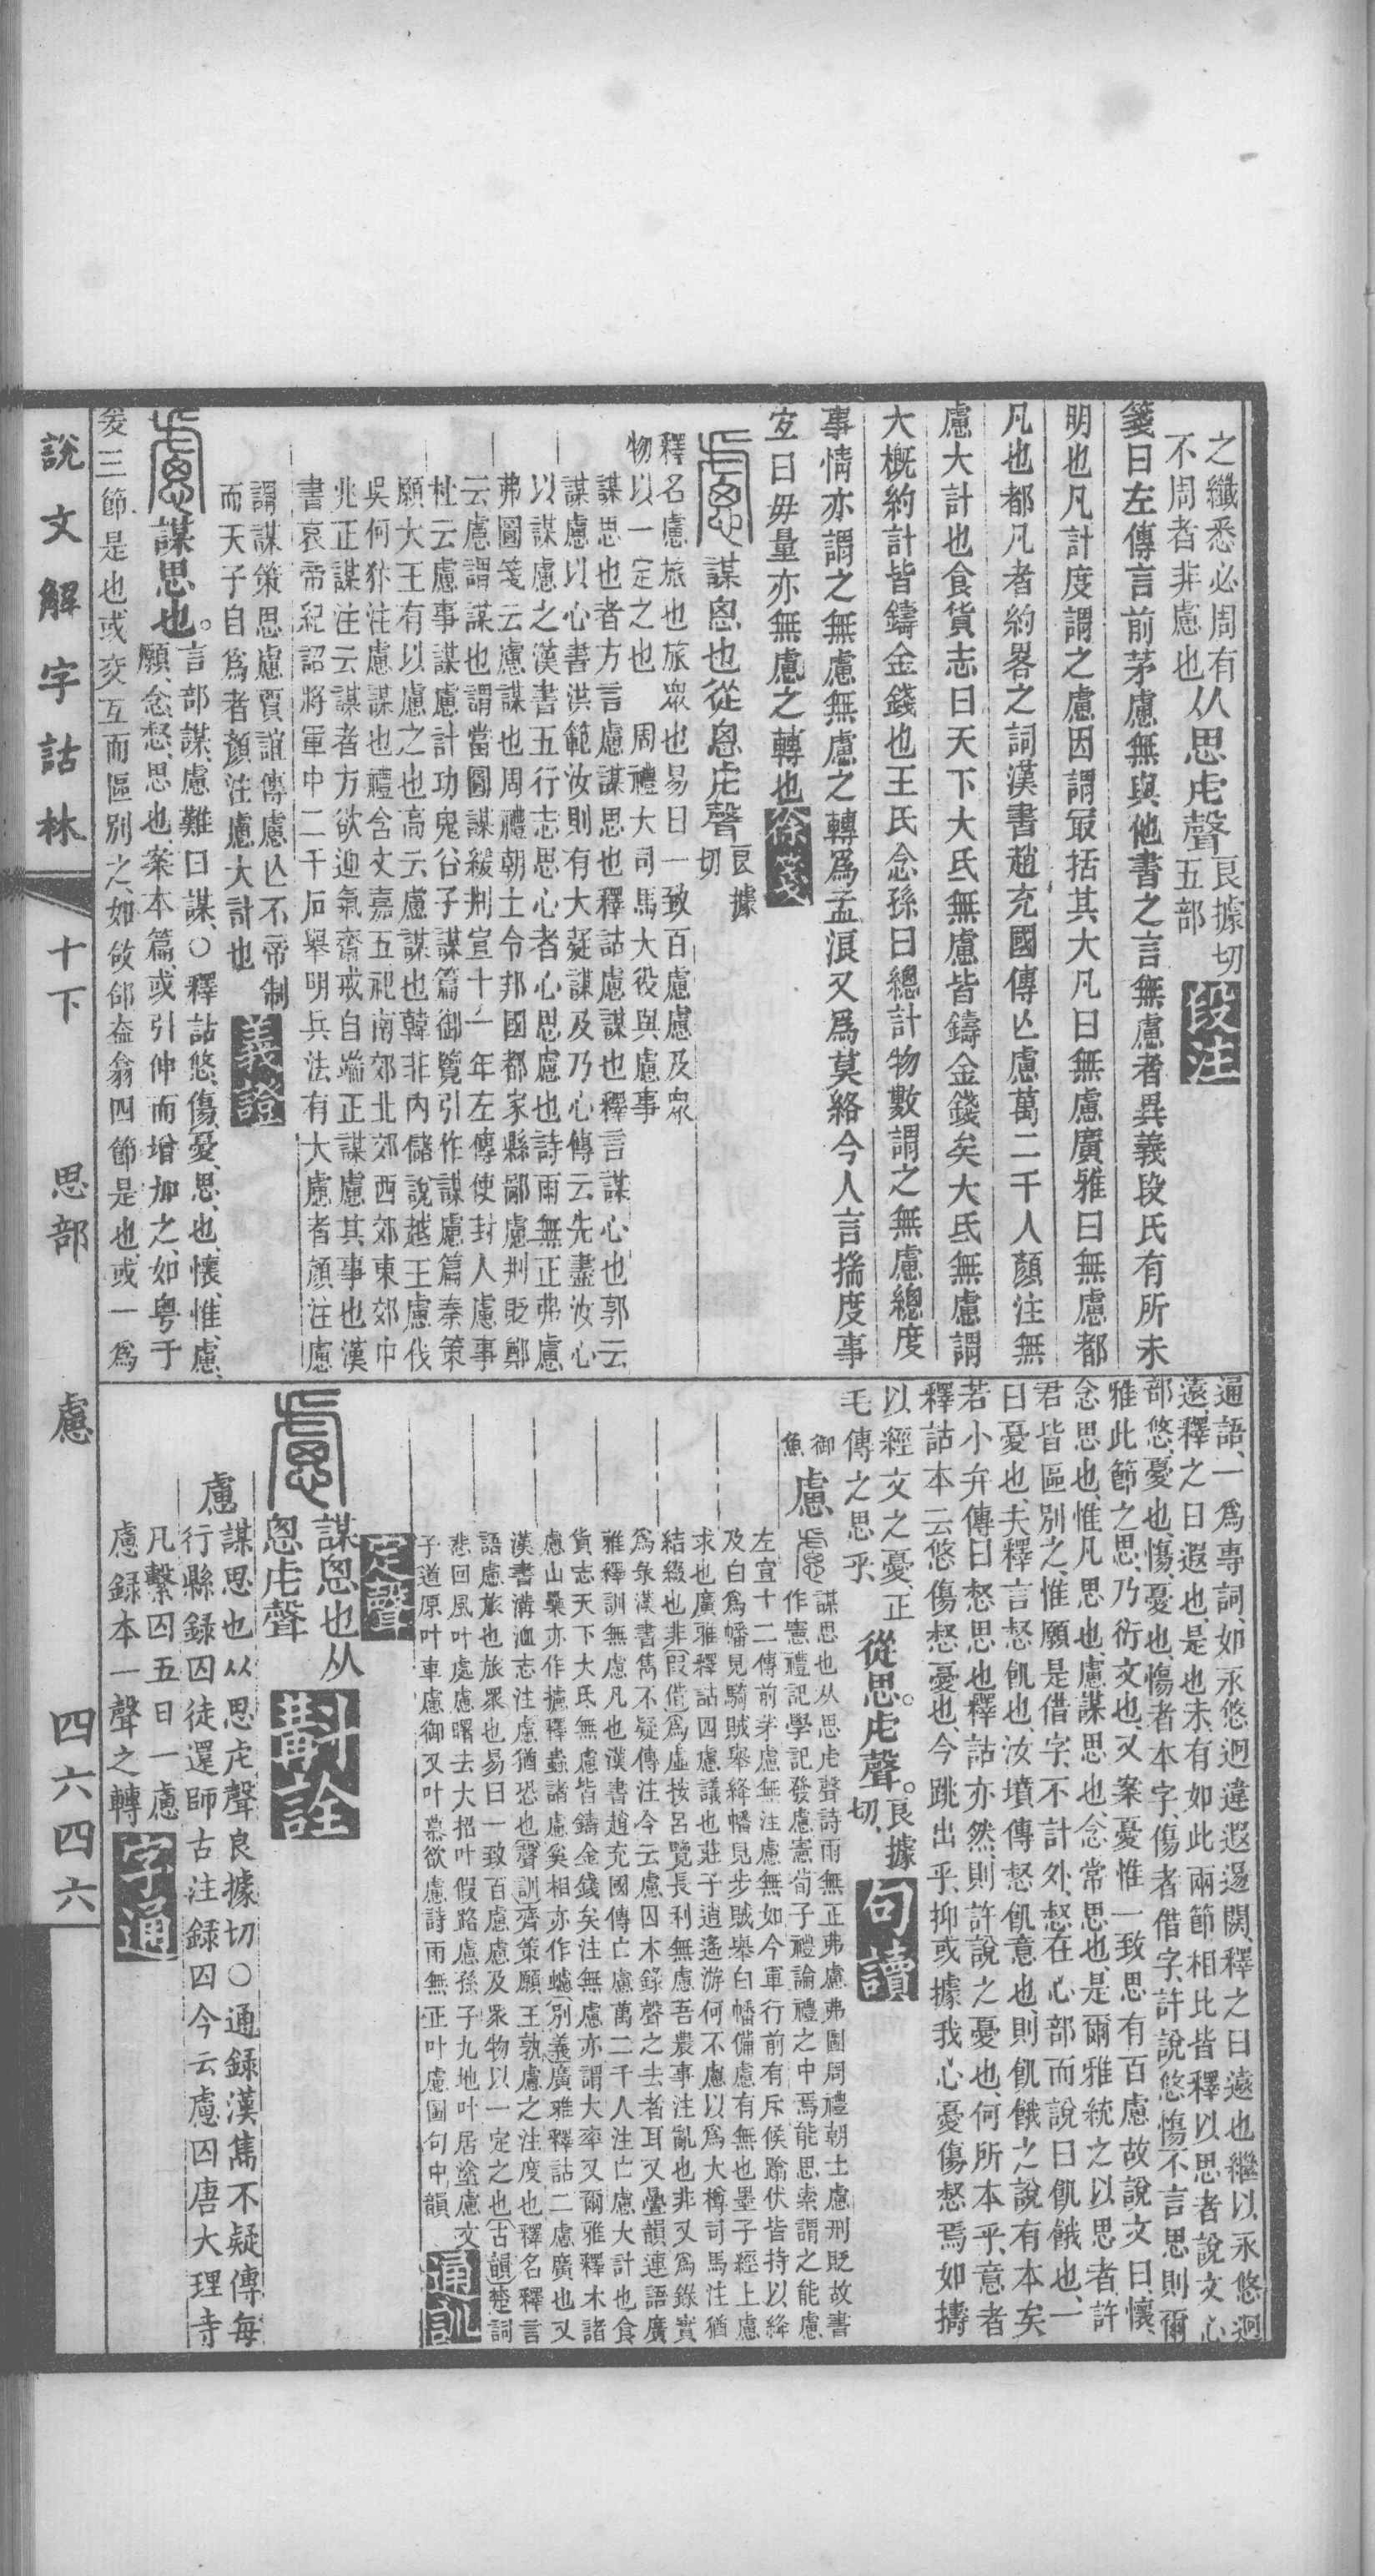 之纖悉必周有
不周者非慮也
从思虍聲
良據切
五部
段注
箋曰左傳言前茅慮無與他書之言無慮者異義段氏有所未
明也凡計度謂之慮因謂冣括其大凡曰無慮廣雅曰無慮都
凡也都凡者約畧之詞漢書趙充國傳亾慮萬二千人顏注無
慮大計也食貨志曰天下大氐無慮皆鑄金錢矣大氐無慮謂
大槪約計皆鑄金錢也王氏念孫曰總計物數謂之無慮總度
事情亦謂之無慮無慮之轉爲孟浪又爲莫絡今人言揣度事
宐曰毋量亦無慮之轉也
徐箋
謀恖也從恖虍聲
良據
切
釋名慮旅也旅眾也易曰一致百慮慮及眾
物以一定之也 周禮大司馬大役與慮事
謀思也者方言慮謀思也釋詁慮謀也釋言謀心也郭云
謀慮以心書洪範汝則有大疑謀及乃心傳云先盡汝心
以謀慮之漢書五行志思心者心思慮也詩雨無正弗慮
弗圖箋云慮謀也周禮朝士令邦國都家縣鄙慮刑貶鄭
云慮謂謀也謂當圖謀緩刑宣十一年左傳使封人慮事
杜云慮事謀慮計功鬼谷子謀篇御覽引作謀慮篇秦策
願大王有以慮之也高云慮謀也韓非內儲說越王慮伐
吳何犿注慮謀也禮含文嘉五祀南郊北郊西郊東郊中
兆正謀注云謀者方欲迎氣齋戒自端正謀慮其事也漢
書哀帝紀詔將軍中二千石舉明兵法有大慮者顏注慮
謂謀策思慮賈誼傳慮亾不帝制
而天子自爲者顏注慮大計也
義證
謀思也。
言部謀、慮難曰謀、○釋詁悠、傷、憂、思、也、懷、惟、慮、
願、念、惄、思也、案本篇、或引伸而增加之、如粤于
爰三節是也、或交互而區別之、如敆郃盍翕四節是也、或一爲
說文解字詁林
十下
思部
慮
四六四六
通語、一爲專詞、如永悠迥違遐逷闊、釋之曰遠也、繼以永悠迥
遠、釋之曰遐也、是也、未有如此兩節相比、皆釋以思者、說文心
部悠、憂也、慯、憂也、傷者本字、傷者借字、許說悠慯不言思、則爾
雅此節之思、乃衍文也、又案憂惟一致思有百慮、故說文曰懷、
念思也、惟凡思也、慮謀思也、念常思也、是爾雅統之以思者、許
君皆區別之、惟願是借字、不計外、惄在心部、而說曰飢餓也、一
曰憂也、夫釋言惄飢也、汝墳傳惄飢意也、則飢餓之說有本矣
若小弁傳曰惄思也、釋詁亦然、則許說之憂也、何所本乎、意者
釋詁本云、悠傷惄憂也、今跳出乎、抑或據我心憂傷惄焉如擣
以經文之憂、正
毛傳之思乎、
從思。虍聲。
良據
切、
句讀
御
魚
慮
謀思也从思虍聲詩雨無正弗慮弗圖周禮朝士慮刑貶故書
作憲禮記學記發慮憲荀子禮論禮之中焉能思索謂之能慮
左宣十二傳前茅慮無注慮無如今軍行前有斥候蹹伏皆持以絳
及白爲幡見騎賊舉絳幡見步賊舉白幡備慮有無也墨子經上慮
求也廣雅釋詁四慮議也莊子逍遙游何不慮以爲大樽司馬注猶
結綴也非（叚借）爲虛按呂覽長利無慮吾農事注亂也非又爲錄實
爲彔漢書雋不疑傳注今云慮囚本錄聲之去者耳又疊韻連語廣
雅釋訓無慮凡也漢書趙充國傳亡慮萬二千人注亡慮大計也食
貨志天下大氐無慮皆鑄金錢矣注無慮亦謂大率又爾雅釋木諸
慮山櫐亦作攄釋蟲諸慮奚相亦作蠦（別義）廣雅釋詁二慮廣也又
漢書溝洫志注慮猶恐也（聲訓）齊策願王孰慮之注度也釋名釋言
語慮旅也旅眾也易曰一致百慮慮及眾物以一定之也（古韻）楚詞
悲回風叶處慮曙去大招叶假路慮孫子九地叶居塗慮文
子道原叶車慮御又叶慕欲慮詩雨無正叶慮圖句中韻
通訓
定聲
謀恖也从
恖虍聲
斠詮
慮
謀思也从思虍聲良據切○通録漢雋不疑傳每
行縣録囚徒還師古注録囚今云慮囚唐大理寺
凡繫囚五日一慮
慮録本一聲之轉
字通